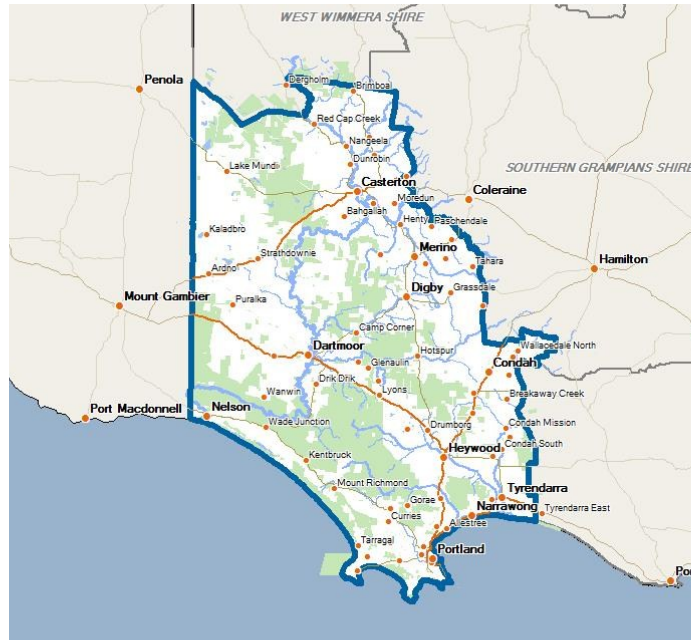 WEST WIMMERA SHIRE
Penola
Dergholm
Brimboal
Red Cap Creek
Nangeela
Dunrobin
Lake Mundi
SOUTHERN GRAMPIANS SHIRE
Casterton
Moredun
Coleraine
Bahgallah
Henty
Paschendale
Kaladbro
Merino
Strathdownie
Tahara
Hamilton
Ardno
Grassdale
Digby
Mount Gambier
Puralka
Camp Corner
Wallacedale North
Dartmoor
Hotspur
Glenaulin
Condah
Drik Drik
Lyons
Wanwin
Breakaway Creek
Port Macdonnell
Nelson
Wade Junction
Drumborg
Condah Mission
Condah South
Kentbruck
Heywood
Mount Richmond
Tyrendarra
Gorae
Narrawong
Tyrendarra East
Curries
Allestree
Tarragal
Portland